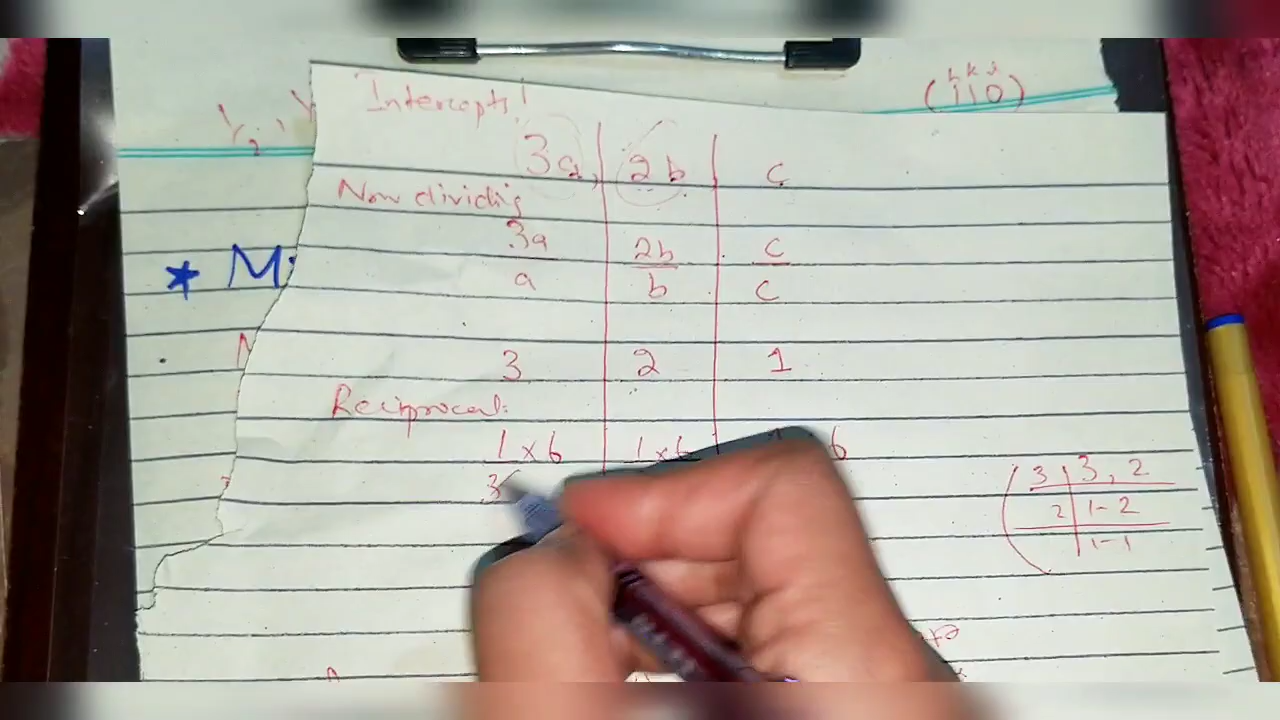 Intercepts!
h k l
(110)
3a, 2b c
Now dividing
3a 2b c
a b c
* M
3 2 1
Reciprocal:
1 x 6 1 x 6 6
3
3 3, 2
2 1 - 2
1 - 1